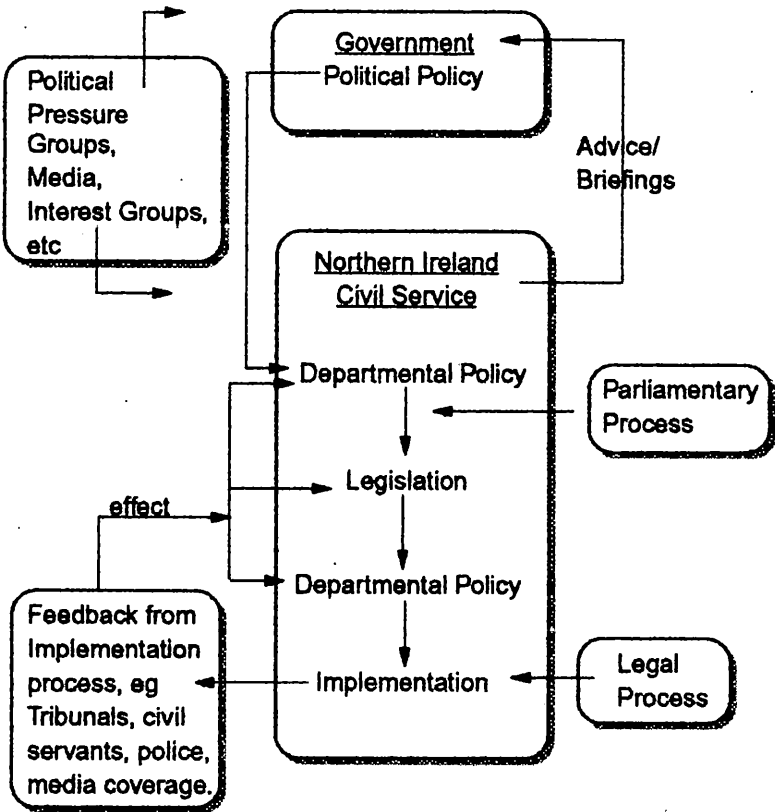 Government
Political Policy
Political
Pressure
Groups,
Media,
Interest Groups,
etc
Advice/
Briefings
Northern Ireland
Civil Service
Departmental Policy
Parliamentary
Process
Legislation
effect
Departmental Policy
Feedback from
Implementation
process, eg
Tribunals, civil
servants, police,
media coverage.
Implementation
Legal
Process